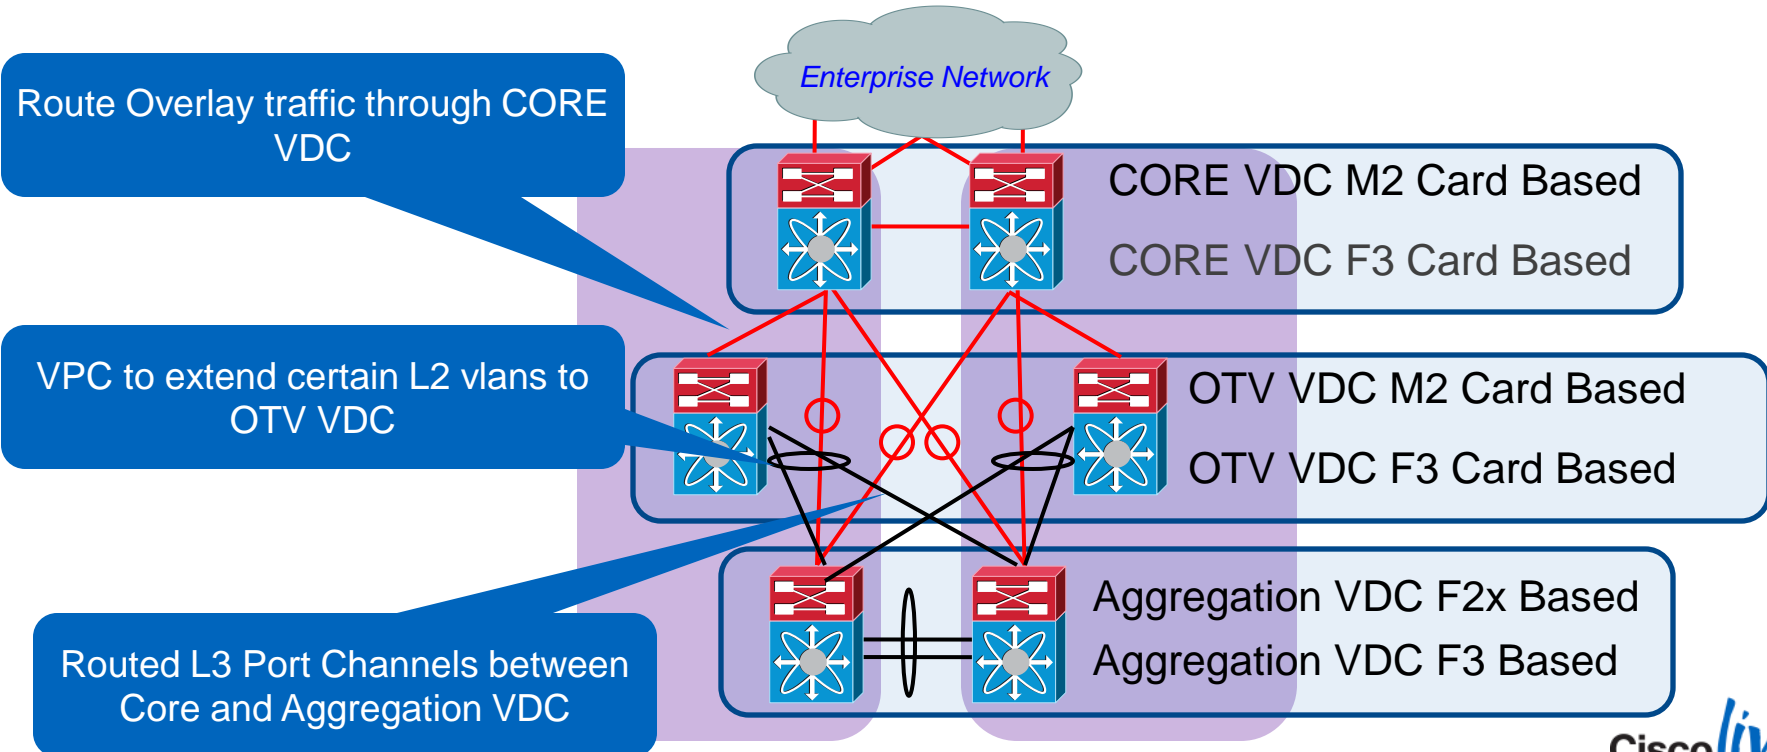 Enterprise Network
Route Overlay traffic through CORE
VDC
CORE VDC M2 Card Based
CORE VDC F3 Card Based
VPC to extend certain L2 vlans to
OTV VDC
OTV VDC M2 Card Based
OTV VDC F3 Card Based
Aggregation VDC F2x Based
Aggregation VDC F3 Based
Routed L3 Port Channels between
Core and Aggregation VDC
Cisco